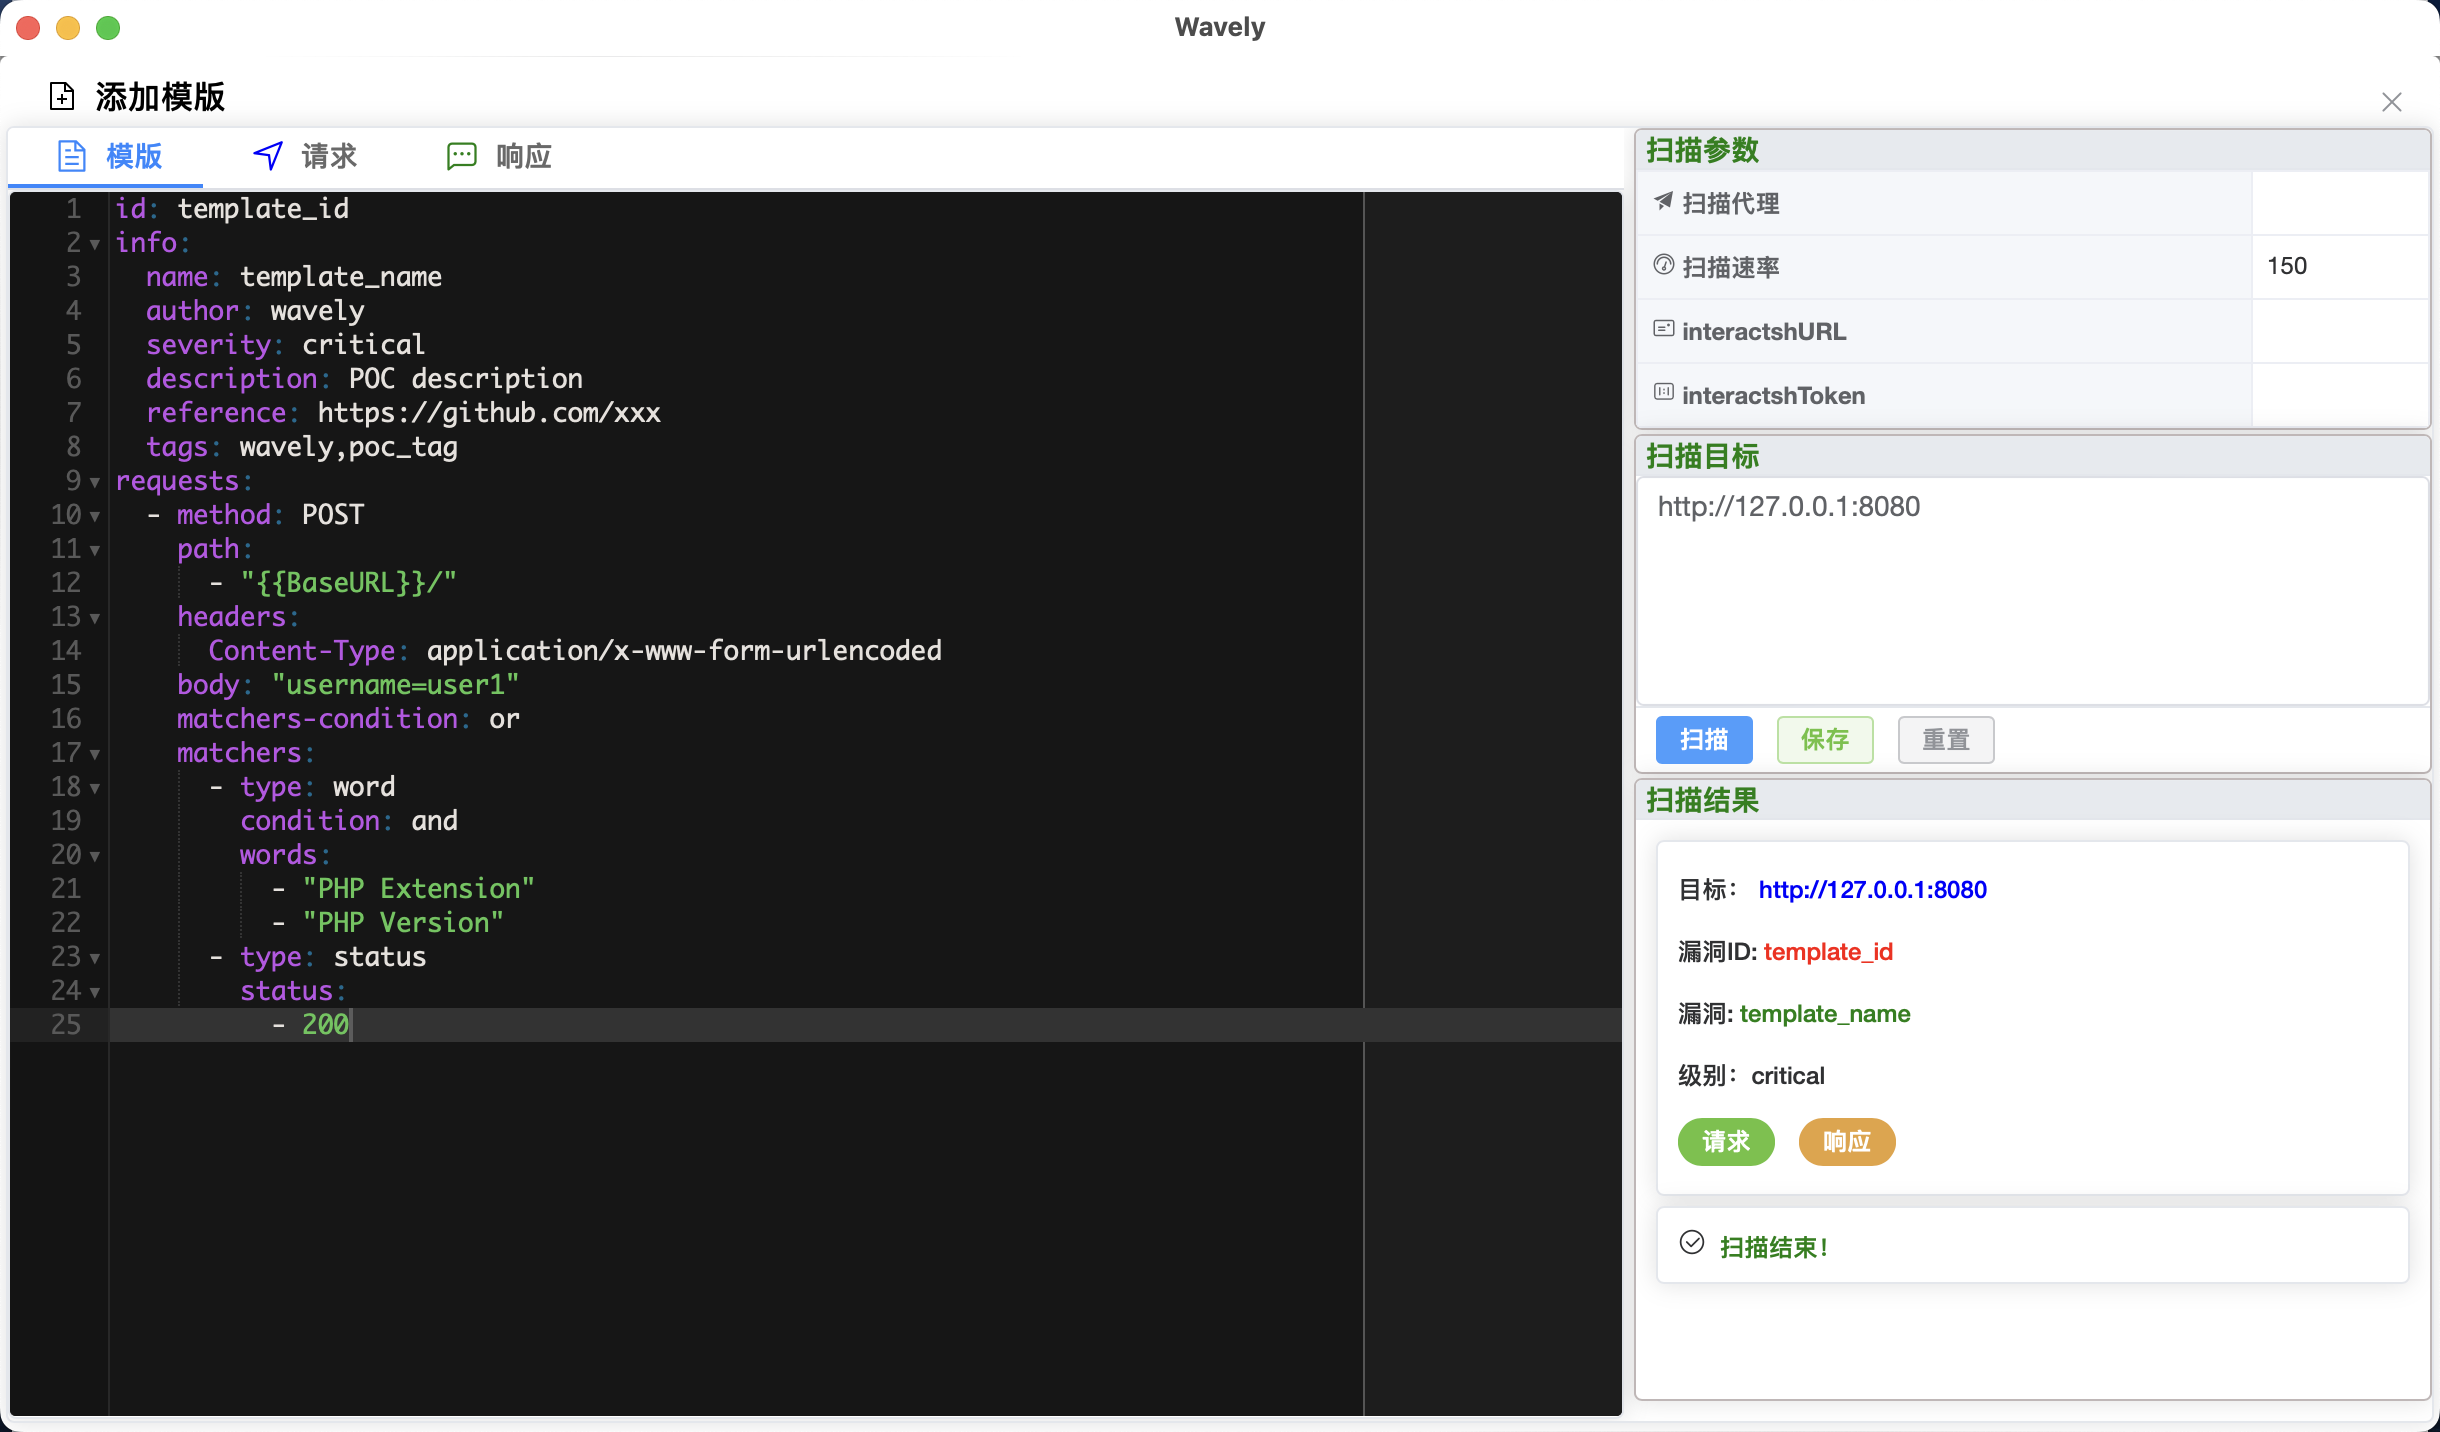 Wavely
添加模版
模版 请求 响应
1 id: template_id
2 info:
3 name: template_name
4 author: wavely
5 severity: critical
6 description: POC description
7 reference: https://github.com/xxx
8 tags: wavely,poc_tag
9 requests:
10 - method: POST
11 path:
12 - "{{BaseURL}}/"
13 headers:
14 Content-Type: application/x-www-form-urlencoded
15 body: "username=user1"
16 matchers-condition: or
17 matchers:
18 - type: word
19 condition: and
20 words:
21 - "PHP Extension"
22 - "PHP Version"
23 - type: status
24 status:
25 - 200
扫描参数
扫描代理
扫描速率 150
interactshURL
interactshToken
扫描目标
http://127.0.0.1:8080
扫描 保存 重置
扫描结果
目标： http://127.0.0.1:8080
漏洞ID: template_id
漏洞: template_name
级别：critical
请求 响应
扫描结束！